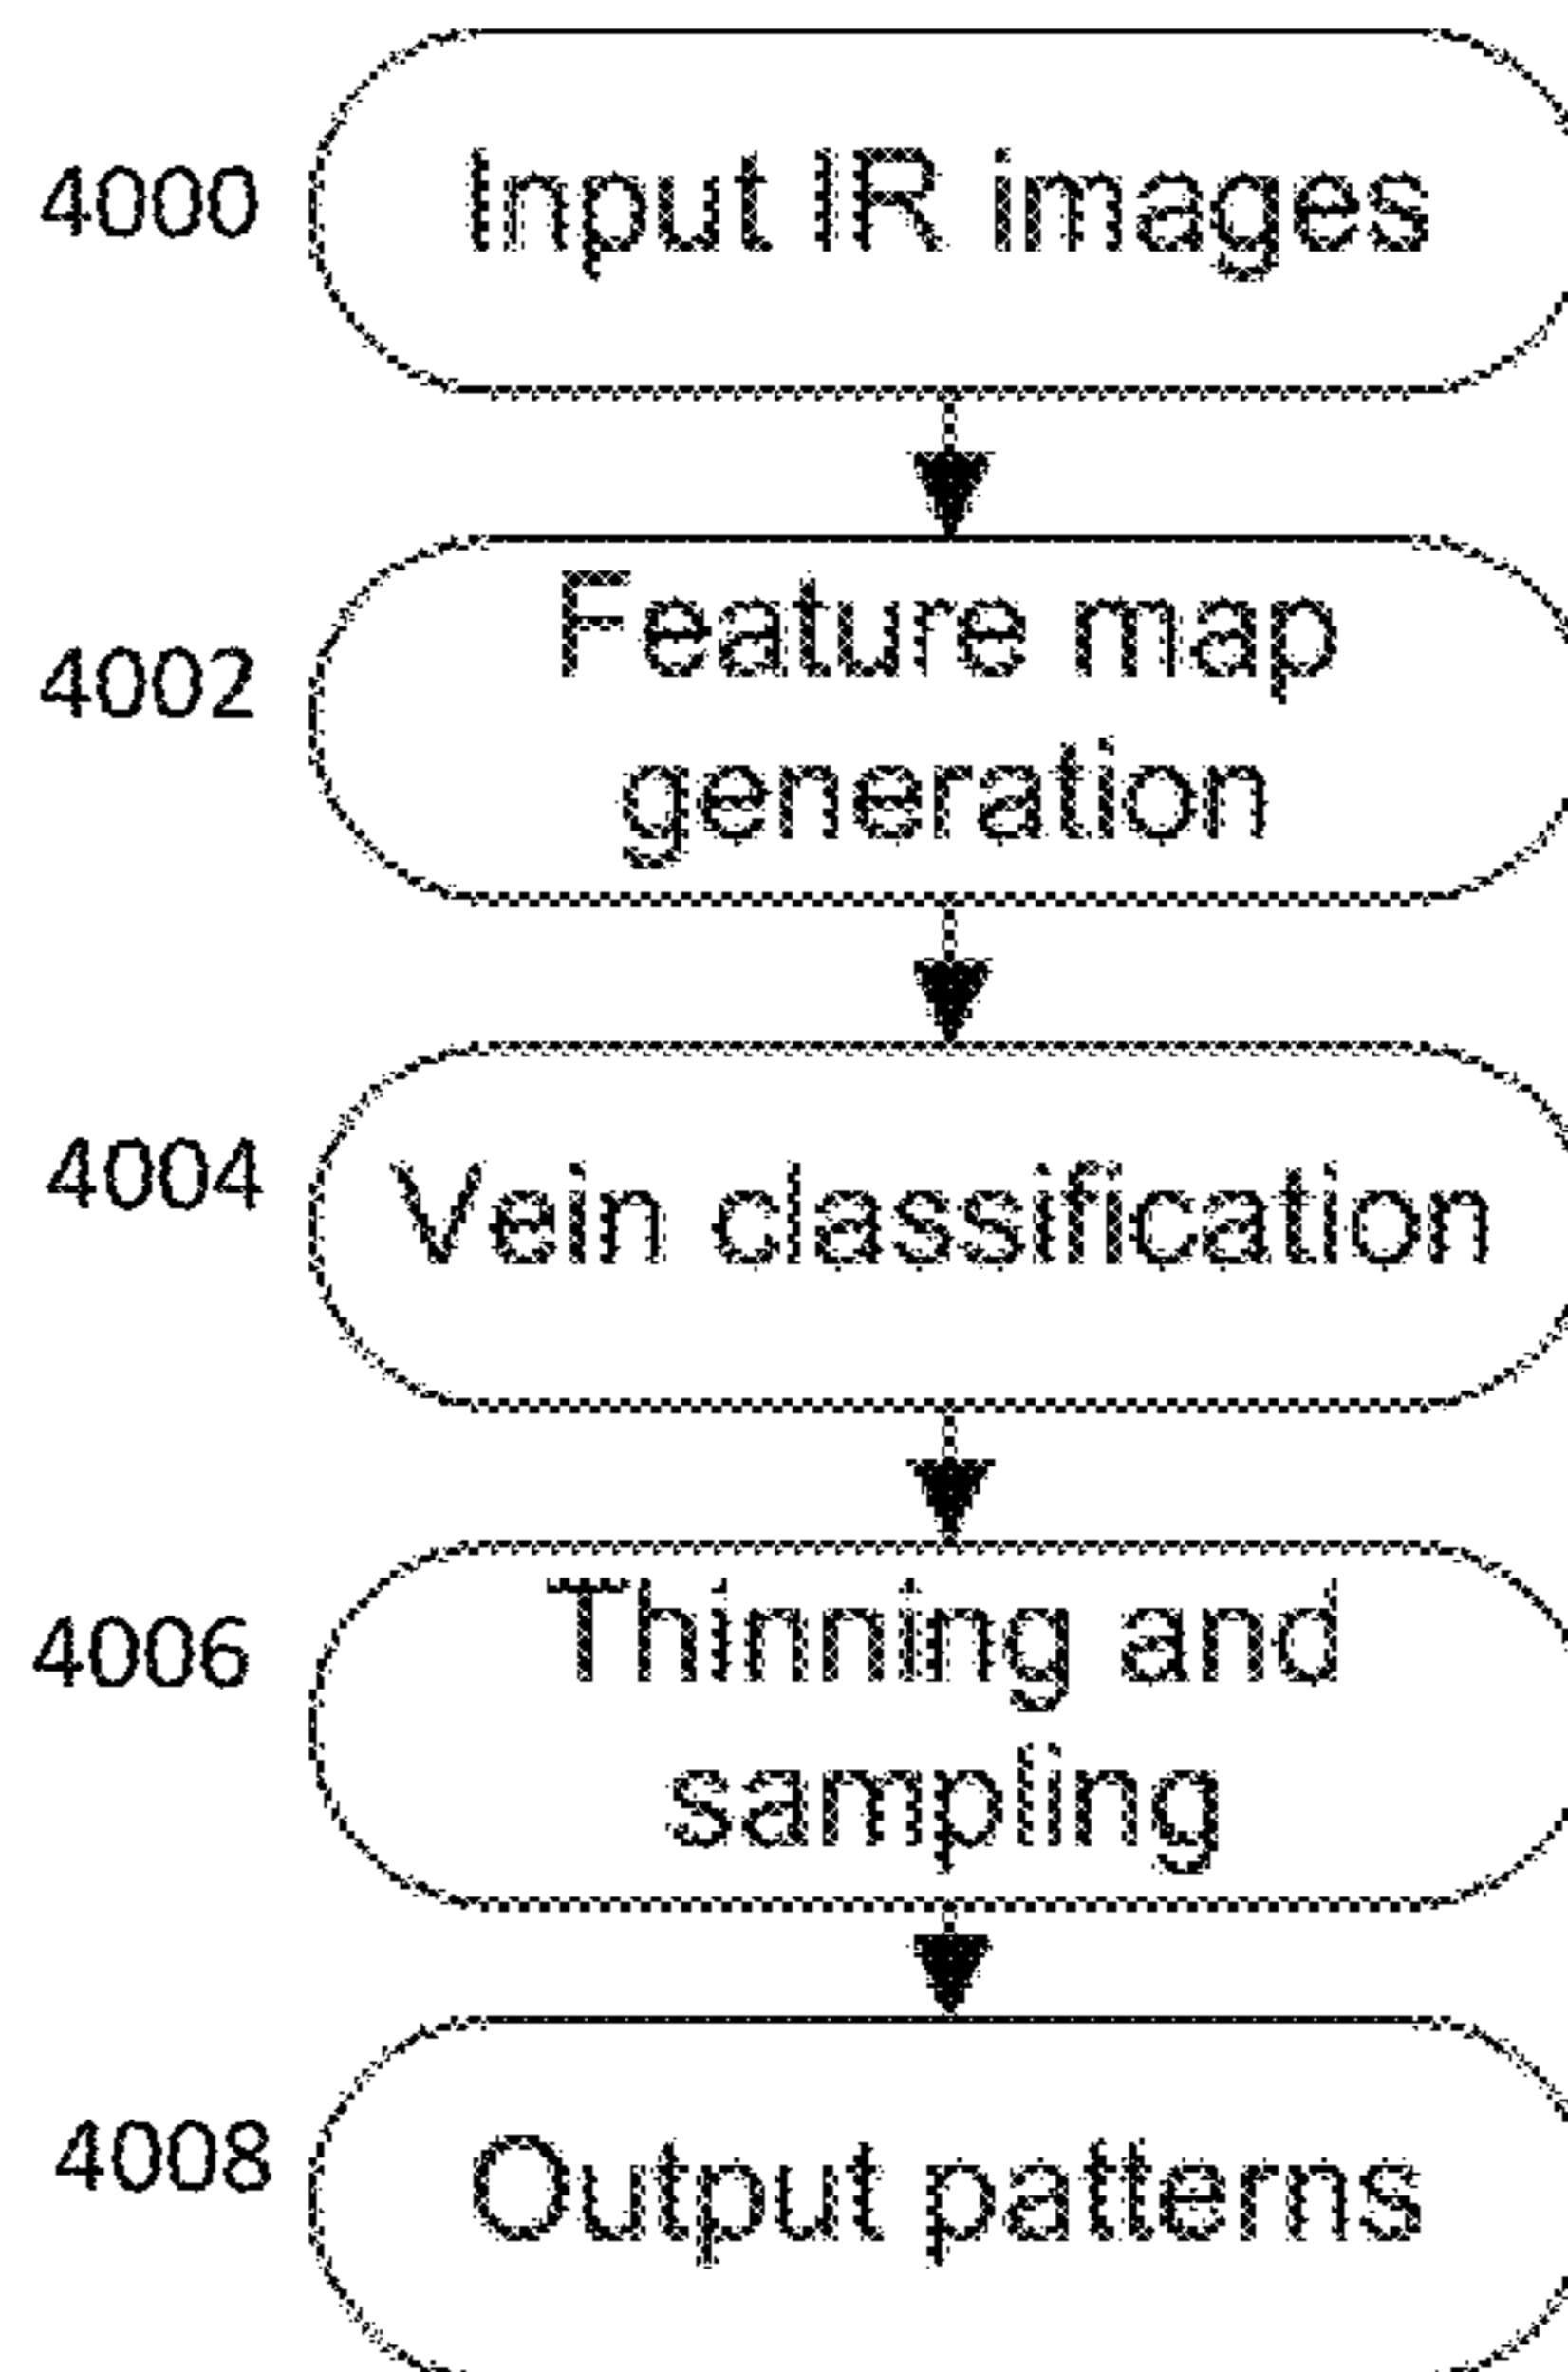 4000
Input IR images
4002
Feature map
generation
4004
Vein classification
4006
Thinning and
sampling
4008
Output patterns